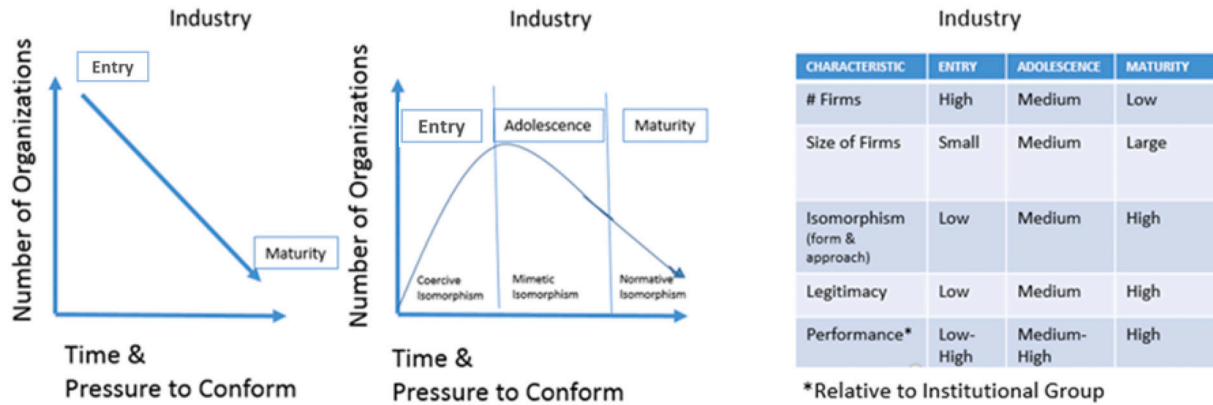 Industry
Entry
Number of Organizations
Maturity
Time &
Pressure to Conform
Industry
Entry
Adolescence
Maturity
Number of Organizations
Coercive
Isomorphism
Mimetic
Isomorphism
Normative
Isomorphism
Time &
Pressure to Conform
Industry
CHARACTERISTIC ENTRY ADOLESCENCE MATURITY
# Firms High Medium Low
Size of Firms Small Medium Large
Isomorphism Low Medium High
(form &
approach)
Legitimacy Low Medium High
Performance* Low- Medium- High
High High
*Relative to Institutional Group